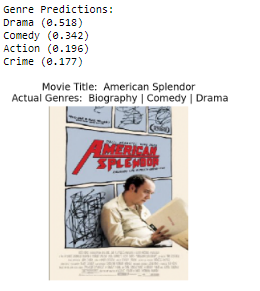 Genre Predictions:
Drama (0.518)
Comedy (0.342)
Action (0.196)
Crime (0.177)
Movie Title:  American Splendor
Actual Genres:  Biography | Comedy | Drama
AMERICAN
SPLENDOR